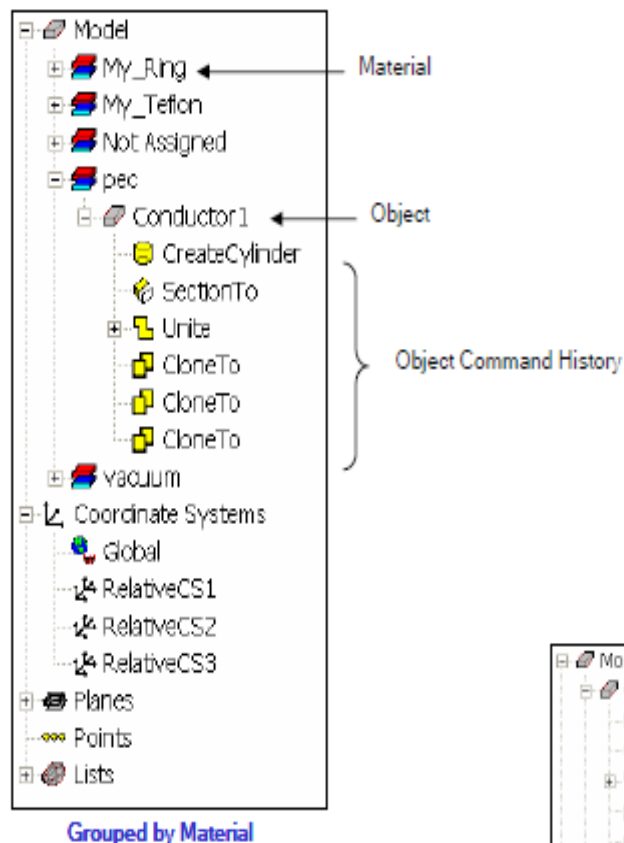 Model
My_Ring
Material
My_Teflon
Not Assigned
pec
Conductor1
Object
CreateCylinder
SectionTo
Unite
Object Command History
CloneTo
CloneTo
CloneTo
vacuum
Coordinate Systems
Global
RelativeCS1
RelativeCS2
RelativeCS3
Planes
Points
Lists
Grouped by Material
Mo